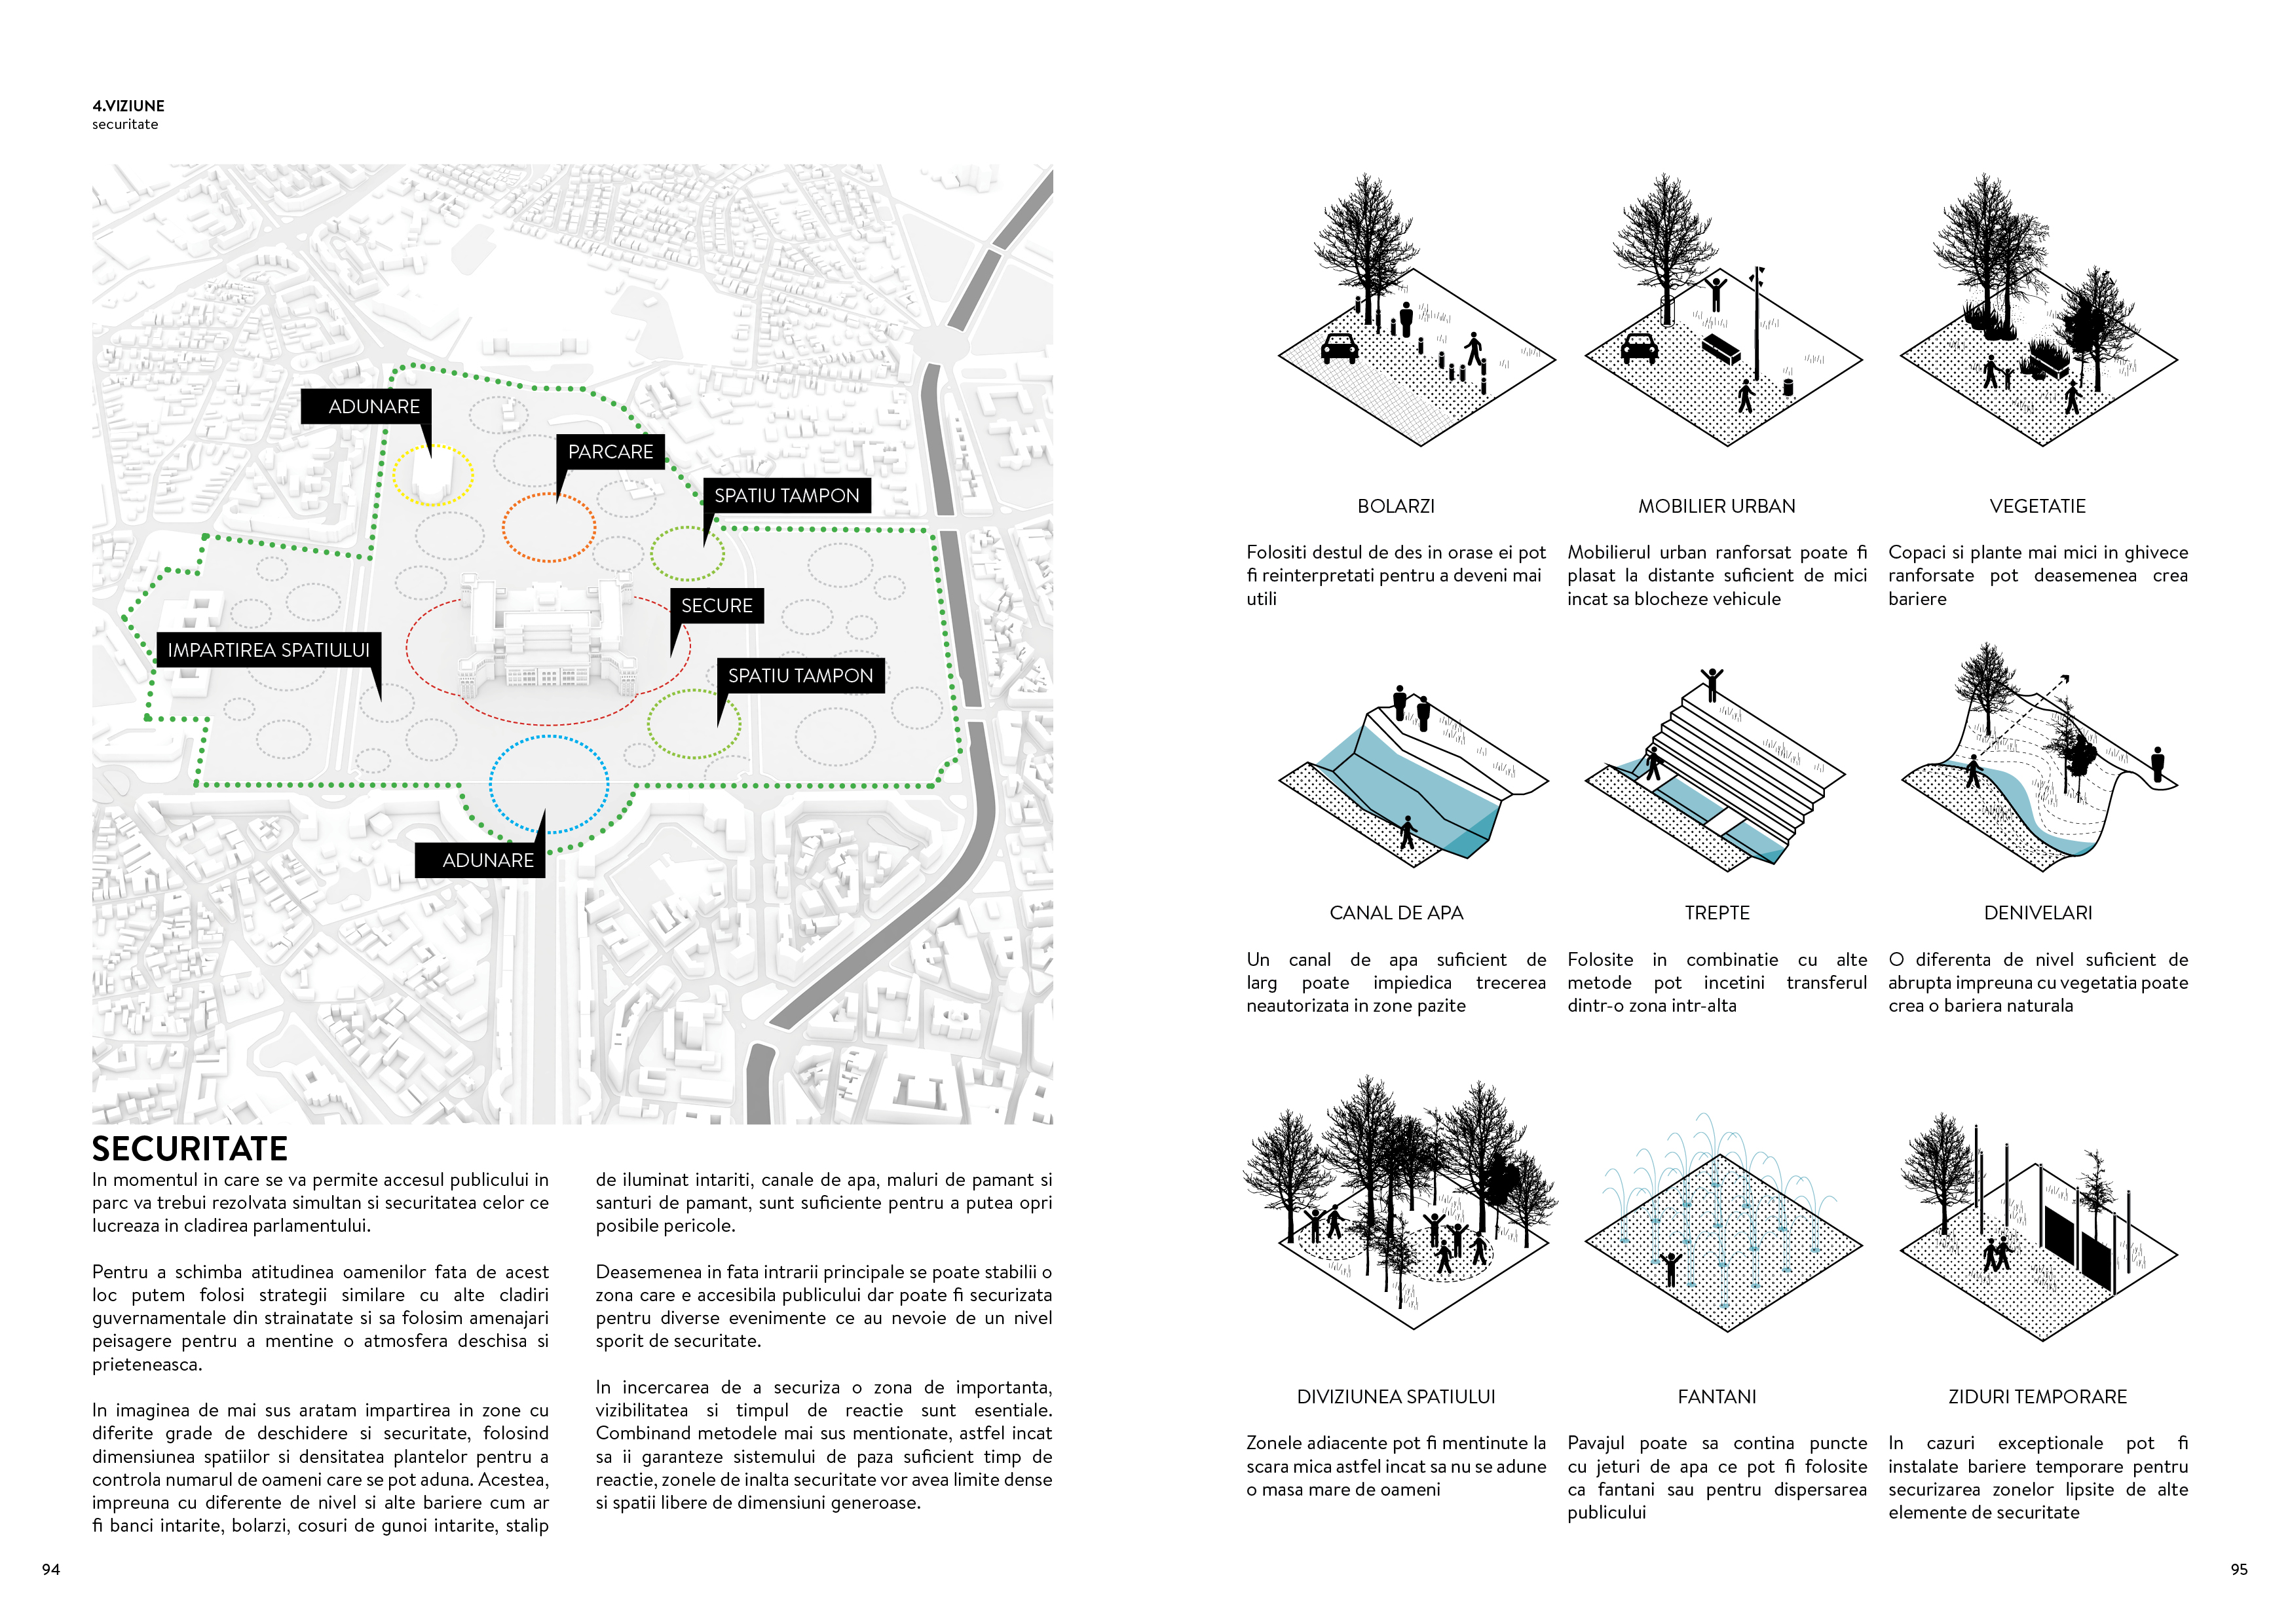 4.VIZIUNE
securitate
ADUNARE
PARCARE
SPATIU TAMPON
SECURE
IMPARTIREA SPATIULUI
SPATIU TAMPON
ADUNARE
SECURITATE
In momentul in care se va permite accesul publicului in
parc va trebui rezolvata simultan si securitatea celor ce
lucreaza in cladirea parlamentului.
Pentru a schimba atitudinea oamenilor fata de acest
loc putem folosi strategii similare cu alte cladiri
guvernamentale din strainatate si sa folosim amenajari
peisagere pentru a mentine o atmosfera deschisa si
prieteneasca.
In imaginea de mai sus aratam impartirea in zone cu
diferite grade de deschidere si securitate, folosind
dimensiunea spatiilor si densitatea plantelor pentru a
controla numarul de oameni care se pot aduna. Acestea,
impreuna cu diferente de nivel si alte bariere cum ar
fi banci intarite, bolarzi, cosuri de gunoi intarite, stalip
de iluminat intariti, canale de apa, maluri de pamant si
santuri de pamant, sunt suficiente pentru a putea opri
posibile pericole.
Deasemenea in fata intrarii principale se poate stabilii o
zona care e accesibila publicului dar poate fi securizata
pentru diverse evenimente ce au nevoie de un nivel
sporit de securitate.
In incercarea de a securiza o zona de importanta,
vizibilitatea si timpul de reactie sunt esentiale.
Combinand metodele mai sus mentionate, astfel incat
sa ii garanteze sistemului de paza suficient timp de
reactie, zonele de inalta securitate vor avea limite dense
si spatii libere de dimensiuni generoase.
94
BOLARZI
Folositi destul de des in orase ei pot
fi reinterpretati pentru a deveni mai
utili
MOBILIER URBAN
Mobilierul urban ranforsat poate fi
plasat la distante suficient de mici
incat sa blocheze vehicule
VEGETATIE
Copaci si plante mai mici in ghivece
ranforsate pot deasemenea crea
bariere
CANAL DE APA
Un canal de apa suficient de
larg poate impiedica trecerea
neautorizata in zone pazite
TREPTE
Folosite in combinatie cu alte
metode pot incetini transferul
dintr-o zona intr-alta
DENIVELARI
O diferenta de nivel suficient de
abrupta impreuna cu vegetatia poate
crea o bariera naturala
DIVIZIUNEA SPATIULUI
Zonele adiacente pot fi mentinute la
scara mica astfel incat sa nu se adune
o masa mare de oameni
FANTANI
Pavajul poate sa contina puncte
cu jeturi de apa ce pot fi folosite
ca fantani sau pentru dispersarea
publicului
ZIDURI TEMPORARE
In cazuri exceptionale pot fi
instalate bariere temporare pentru
securizarea zonelor lipsite de alte
elemente de securitate
95